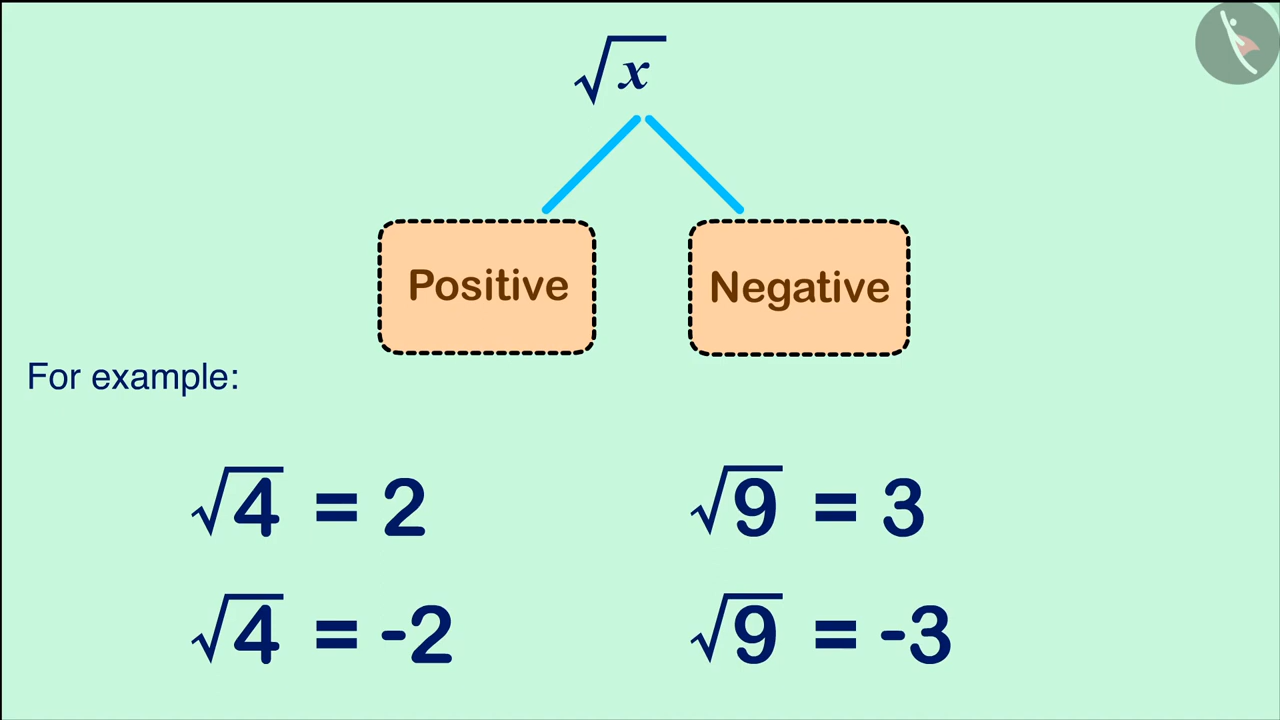 √x
Positive Negative
For example:
√4 = 2 √9 = 3
√4 = -2 √9 = -3